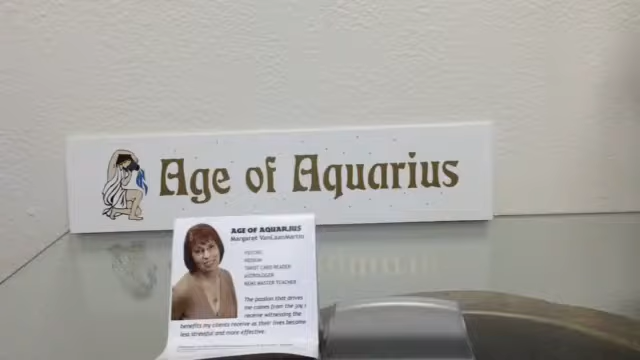 Age of Aquarius
AGE OF AQUARIUS
Margaret
PSYCHIC
MEDIUM
TAROT CARD READER
ASTROLOGER
REIKI MASTER TEACHER
The passion that drives
me comes from the joy I
receive witnessing the
benefits my clients receive as their lives become
less stressful and more effective.